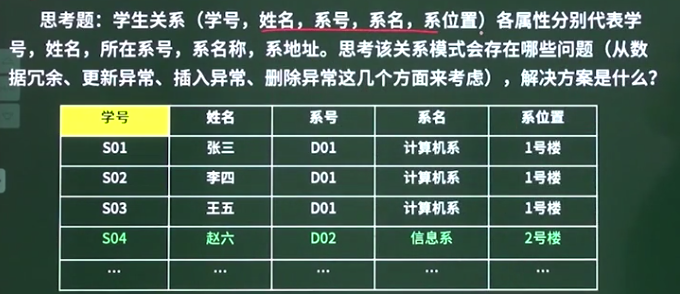 思考题：学生关系（学号，姓名，系号，系名，系位置）各属性分别代表学
号，姓名，所在系号，系名称，系地址。思考该关系模式会存在哪些问题（从数
据冗余、更新异常、插入异常、删除异常这几个方面来考虑），解决方案是什么？
学号 姓名 系号 系名 系位置
S01 张三 D01 计算机系 1号楼
S02 李四 D01 计算机系 1号楼
S03 王五 D01 计算机系 1号楼
S04 赵六 D02 信息系 2号楼
… … … … …